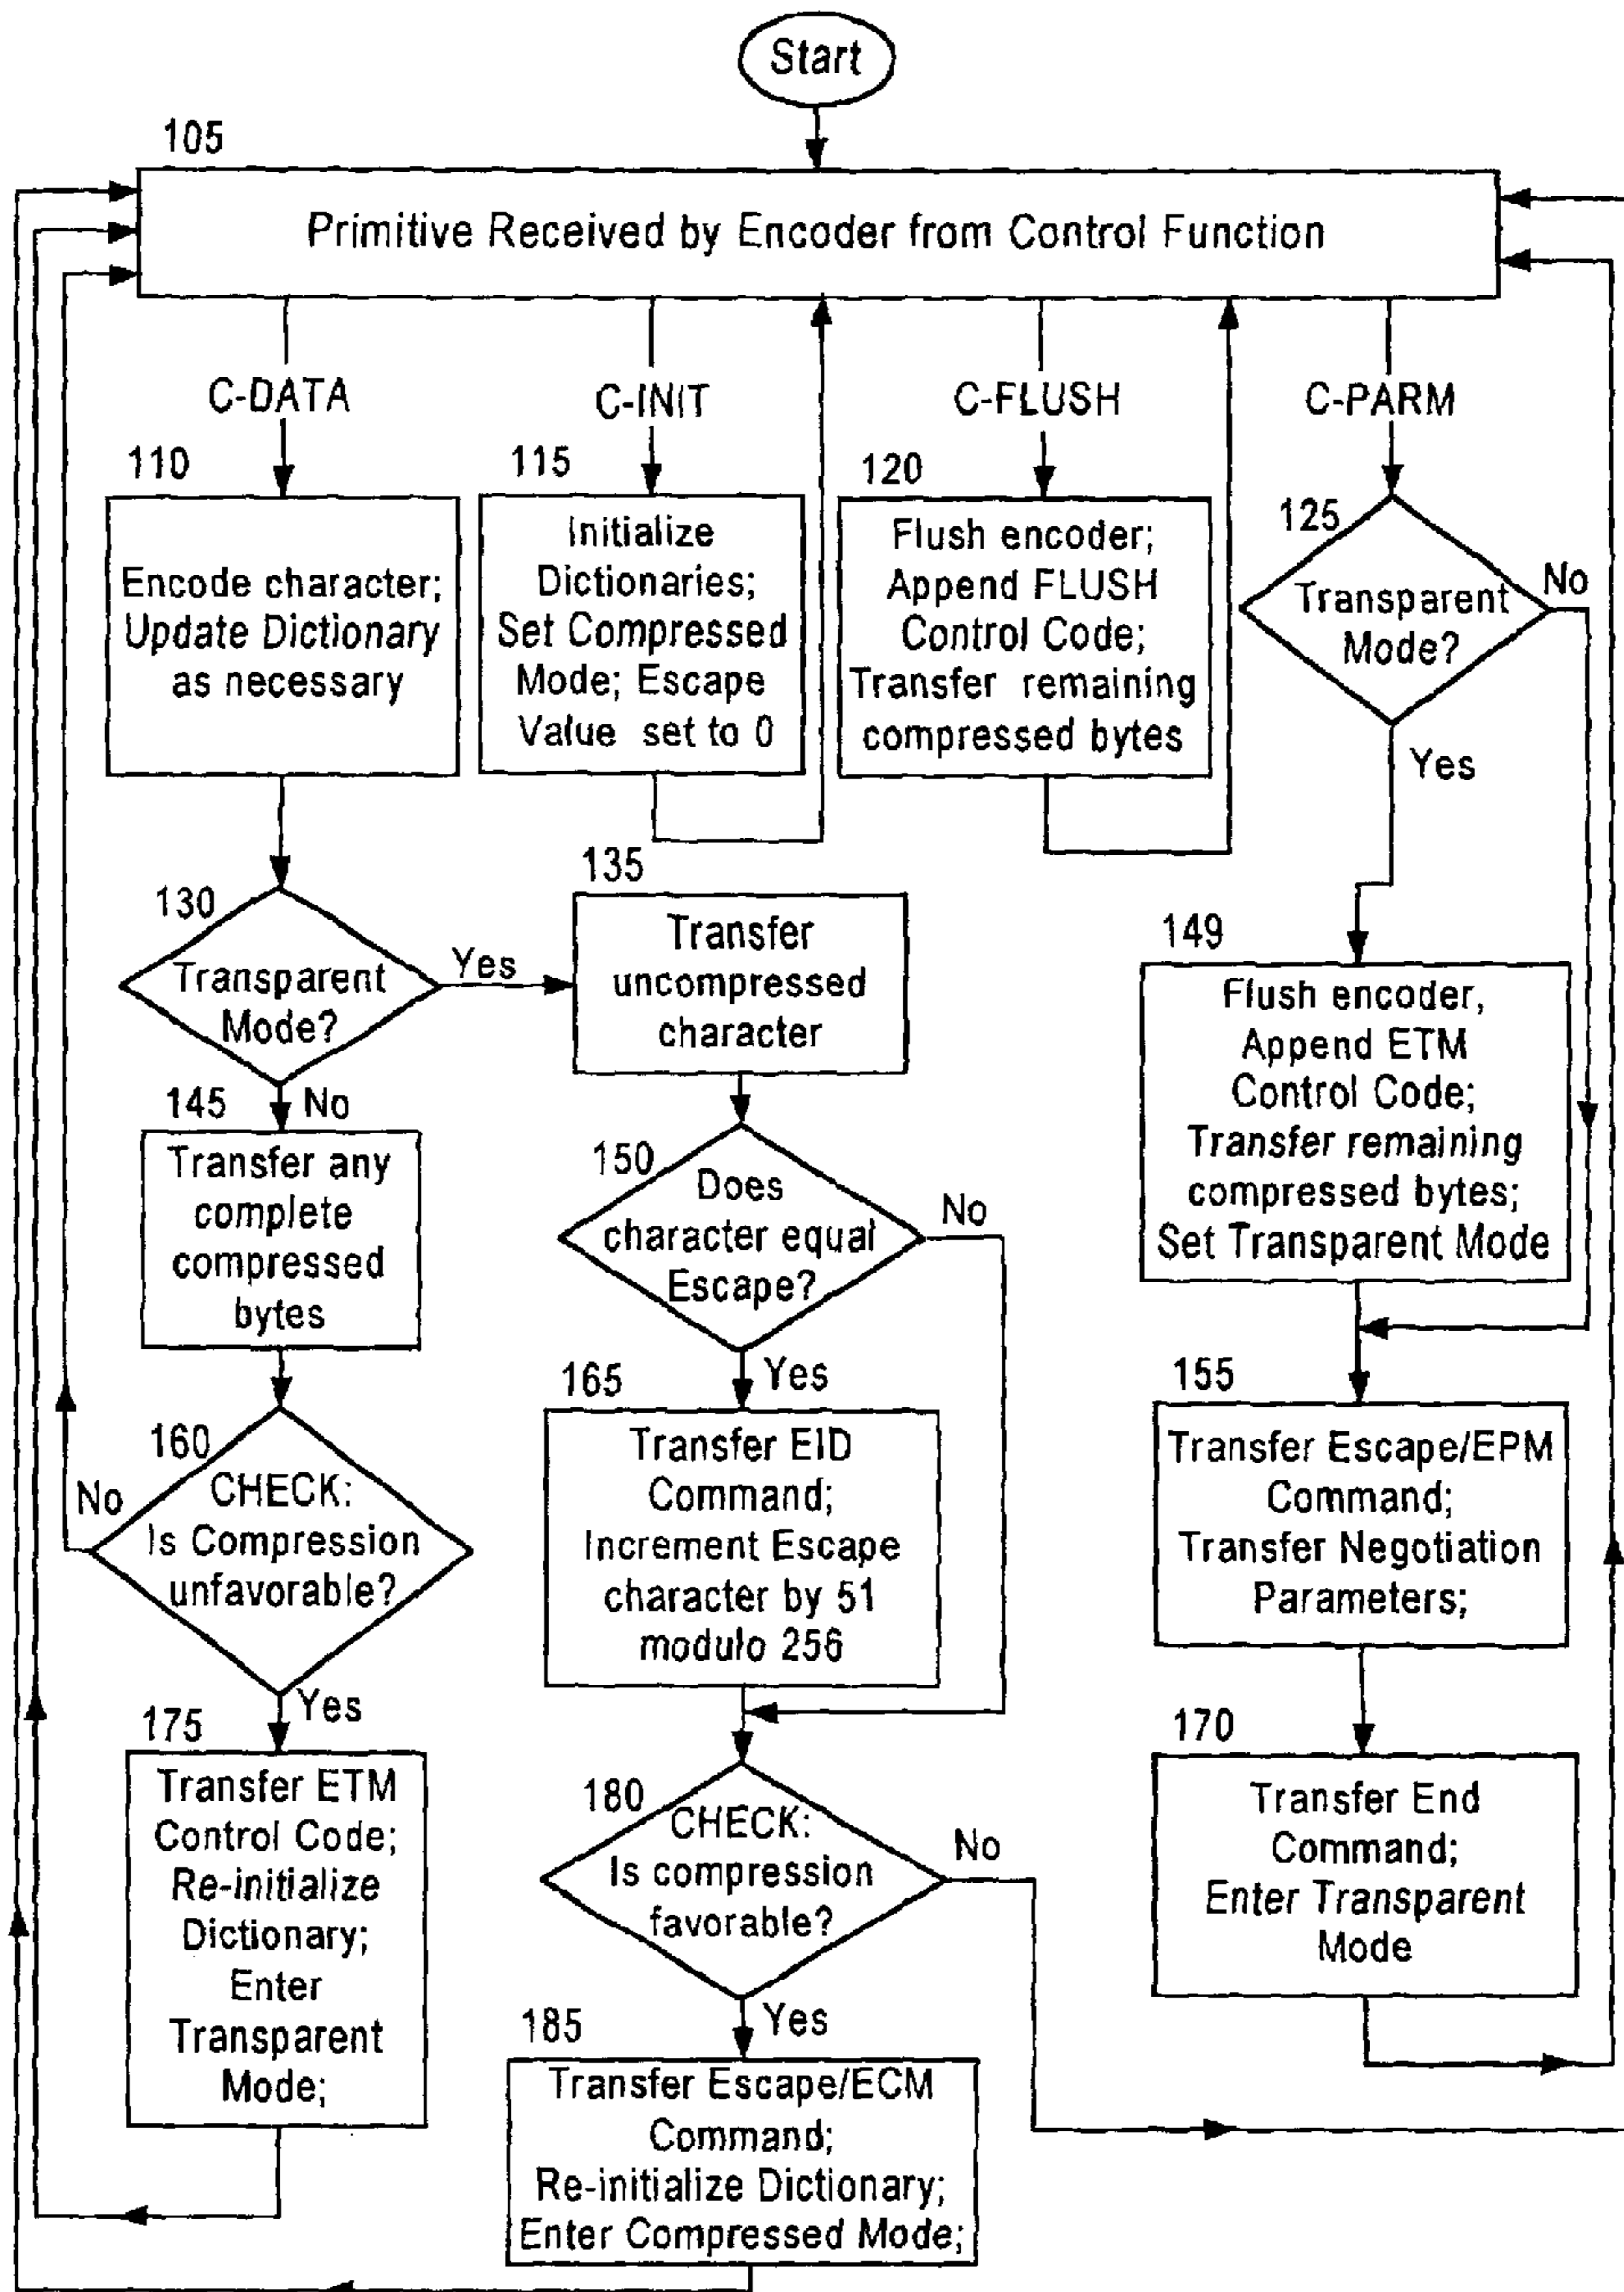 Start
105
Primitive Received by Encoder from Control Function
C-DATA
C-INIT
C-FLUSH
C-PARM
110
Encode character;
Update Dictionary
as necessary
115
Initialize
Dictionaries;
Set Compressed
Mode; Escape
Value set to 0
120
Flush encoder;
Append FLUSH
Control Code;
Transfer remaining
compressed bytes
125
Transparent
Mode?
No
Yes
130
Transparent
Mode?
Yes
No
135
Transfer
uncompressed
character
149
Flush encoder,
Append ETM
Control Code;
Transfer remaining
compressed bytes;
Set Transparent Mode
145
Transfer any
complete
compressed
bytes
150
Does
character equal
Escape?
No
Yes
155
Transfer Escape/EPM
Command;
Transfer Negotiation
Parameters;
160
CHECK:
Is Compression
unfavorable?
No
Yes
165
Transfer EID
Command;
Increment Escape
character by 51
modulo 256
170
Transfer End
Command;
Enter Transparent
Mode
175
Transfer ETM
Control Code;
Re-initialize
Dictionary;
Enter
Transparent
Mode;
180
CHECK:
Is compression
favorable?
No
Yes
185
Transfer Escape/ECM
Command;
Re-initialize Dictionary;
Enter Compressed Mode;